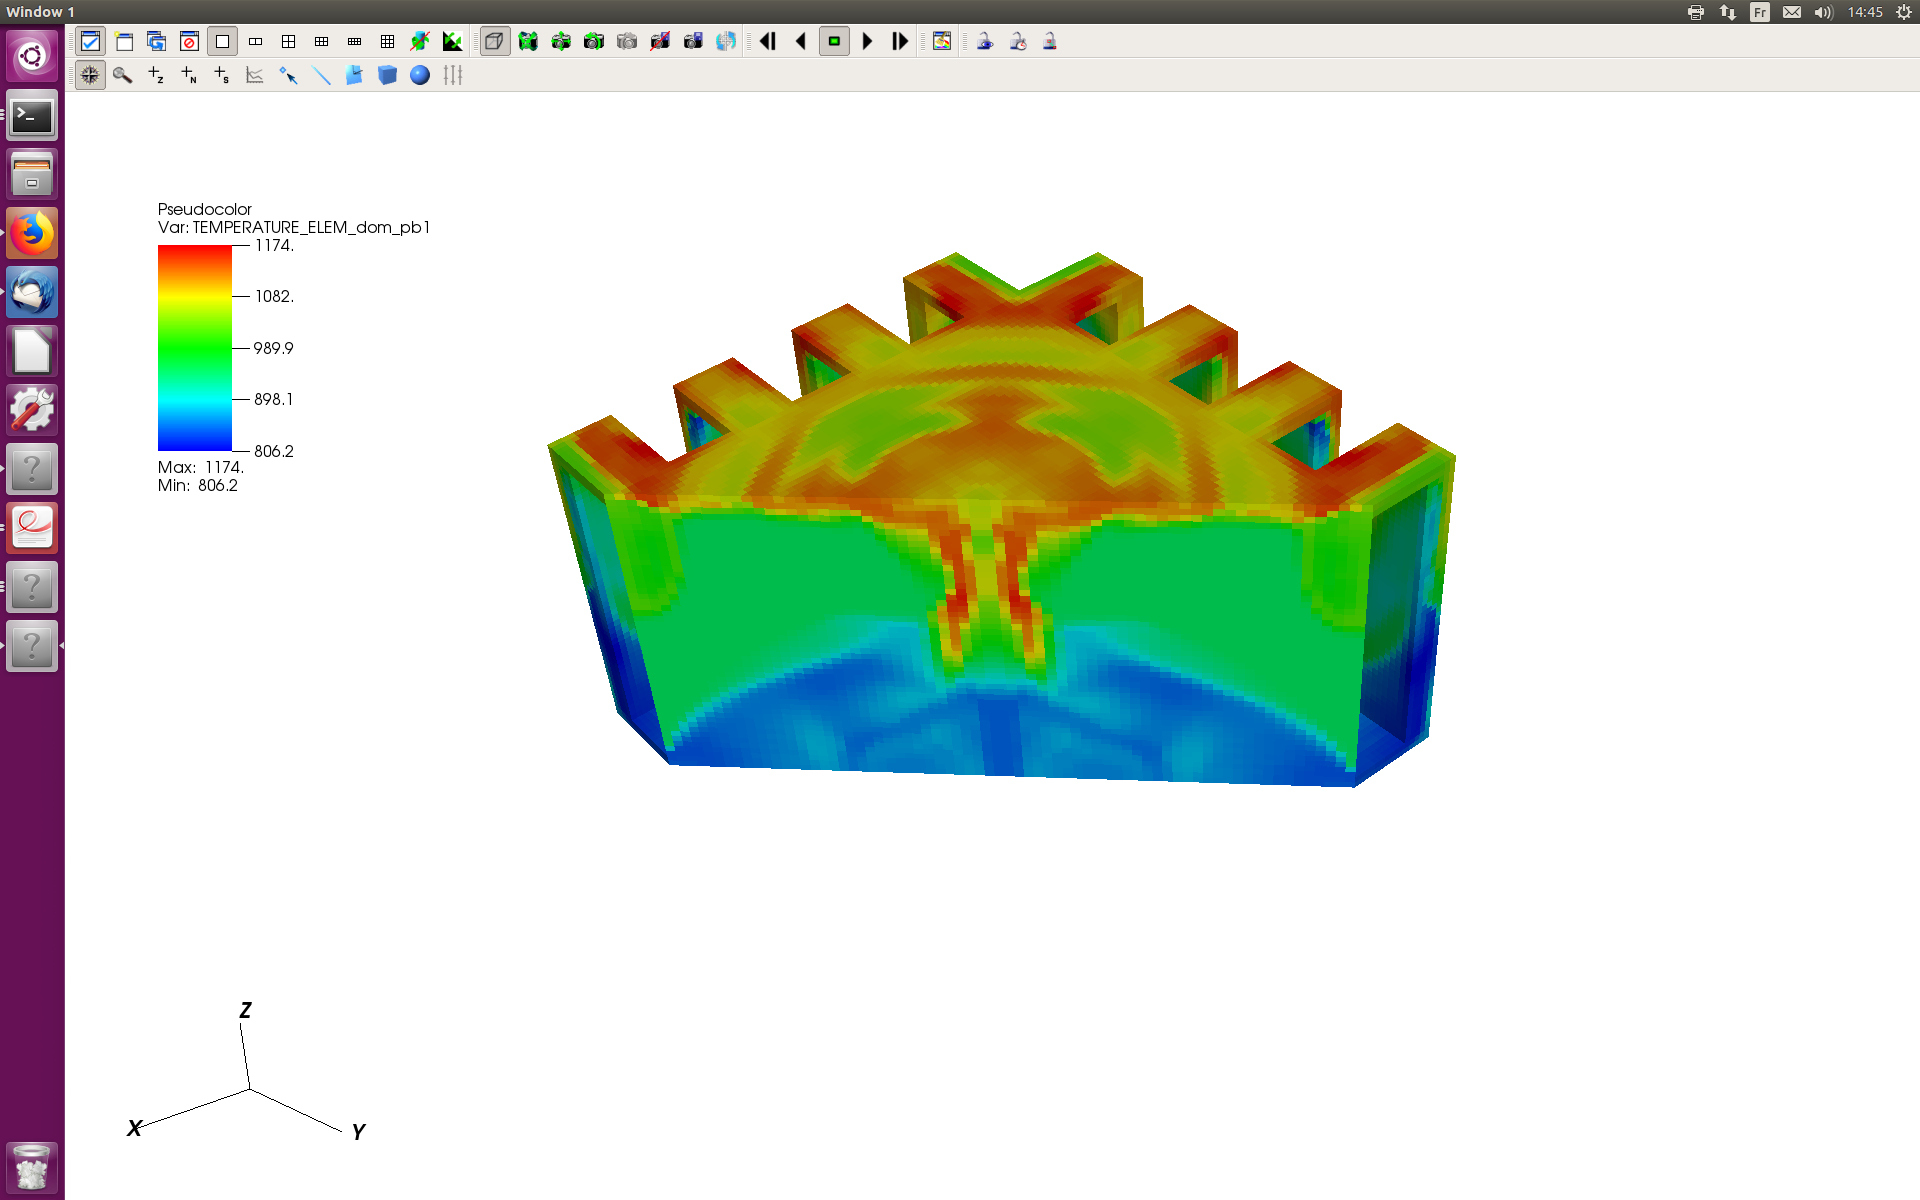 Window 1
Fr
14:45
Pseudocolor
Var: TEMPERATURE_ELEM_dom_pb1
1174.
1082.
989.9
898.1
806.2
Max: 1174.
Min: 806.2
Z
X
Y